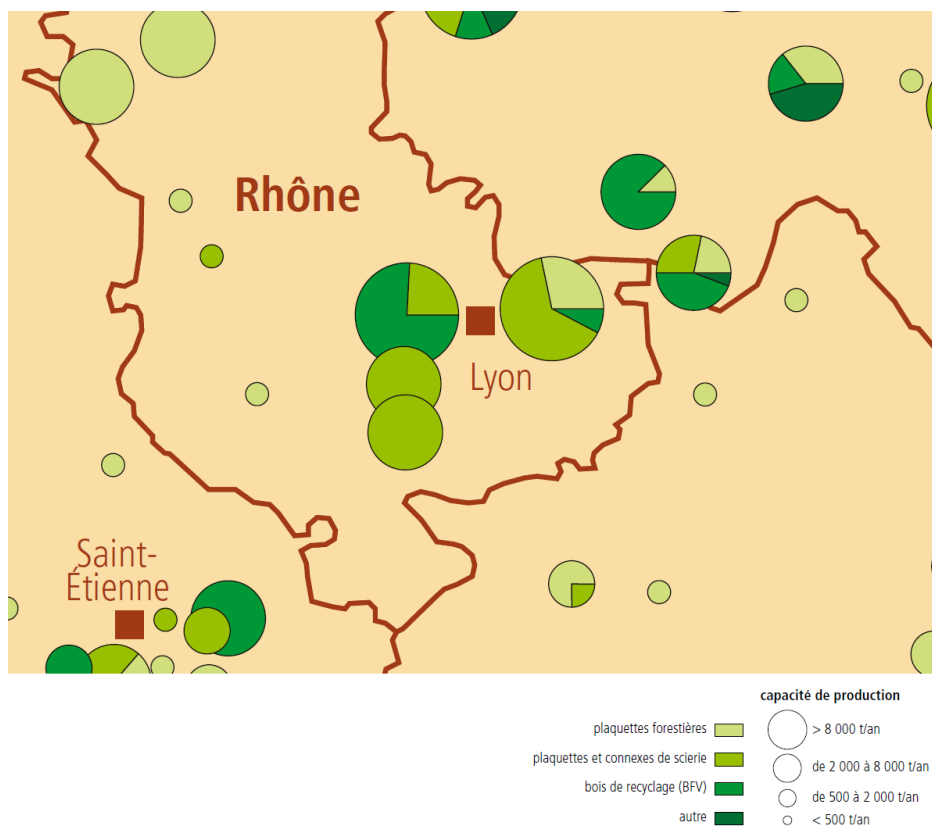 Rhône
Lyon
Saint-
Étienne
capacité de production
plaquettes forestières
> 8 000 t/an
plaquettes et connexes de scierie
de 2 000 à 8 000 t/an
bois de recyclage (BFV)
de 500 à 2 000 t/an
autre
< 500 t/an